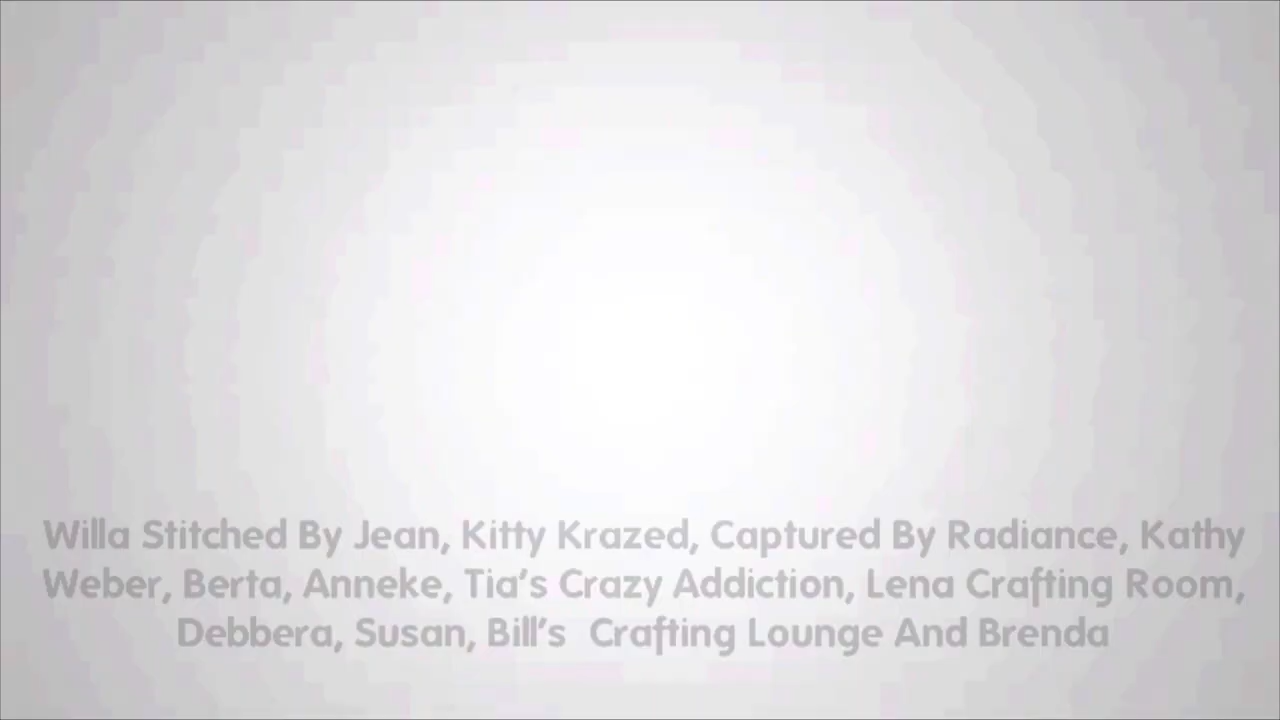 Willa Stitched By Jean, Kitty Krazed, Captured By Radiance, Kathy
Weber, Berta, Anneke, Tia's Crazy Addiction, Lena Crafting Room,
Debbera, Susan, Bill's  Crafting Lounge And Brenda